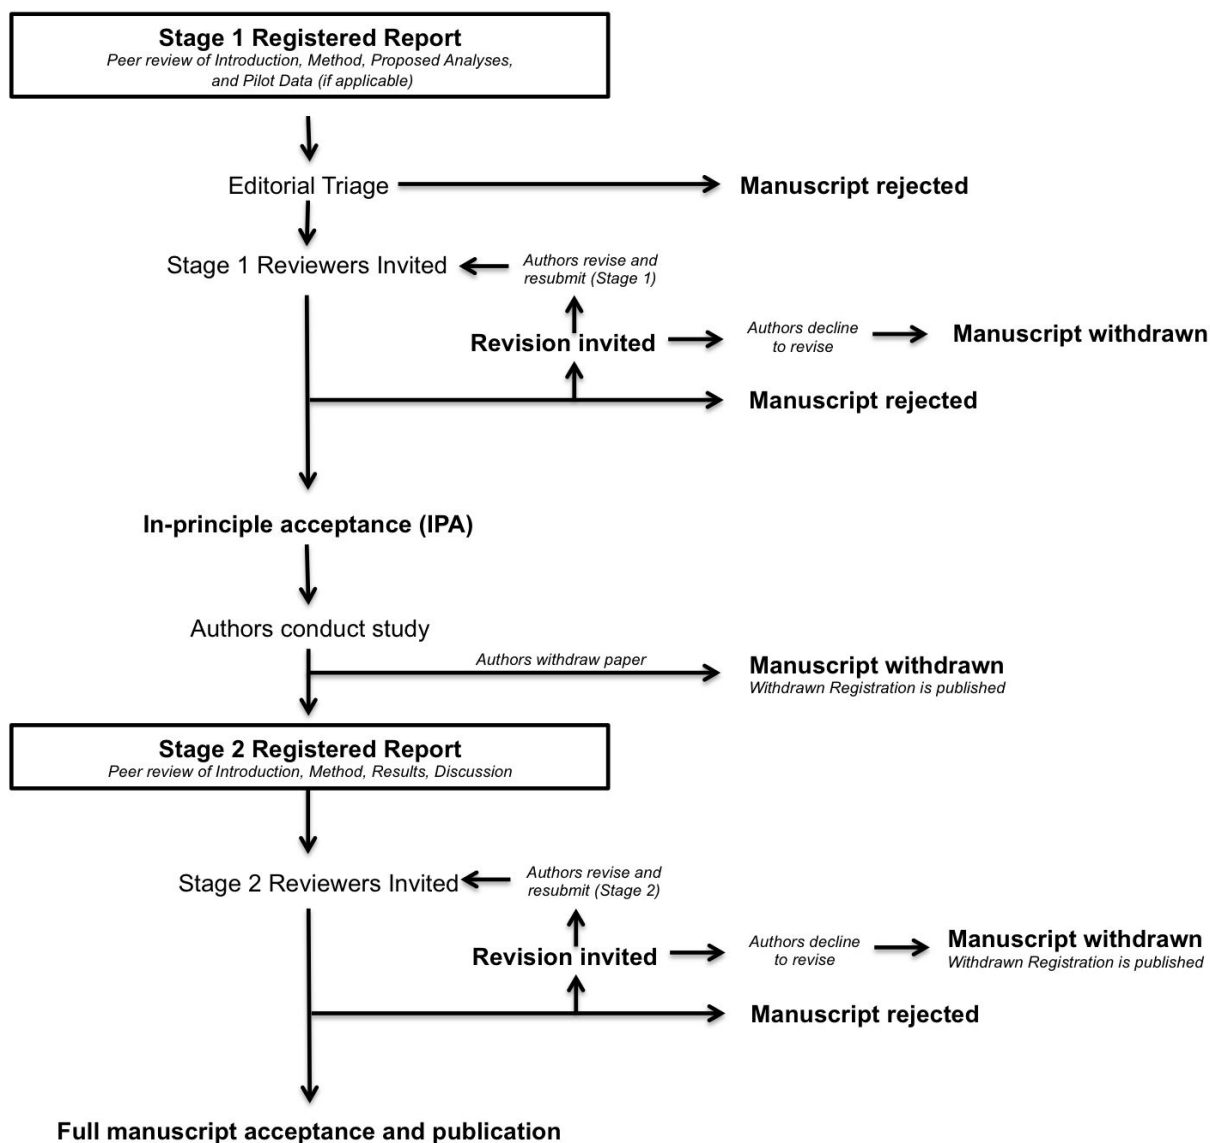 Stage 1 Registered Report
Peer review of Introduction, Method, Proposed Analyses,
and Pilot Data (if applicable)
Editorial Triage
Manuscript rejected
Stage 1 Reviewers Invited
Authors revise and
resubmit (Stage 1)
Revision invited
Authors decline
to revise
Manuscript withdrawn
Manuscript rejected
In-principle acceptance (IPA)
Authors conduct study
Authors withdraw paper
Manuscript withdrawn
Withdrawn Registration is published
Stage 2 Registered Report
Peer review of Introduction, Method, Results, Discussion
Stage 2 Reviewers Invited
Authors revise and
resubmit (Stage 2)
Revision invited
Authors decline
to revise
Manuscript withdrawn
Withdrawn Registration is published
Manuscript rejected
Full manuscript acceptance and publication